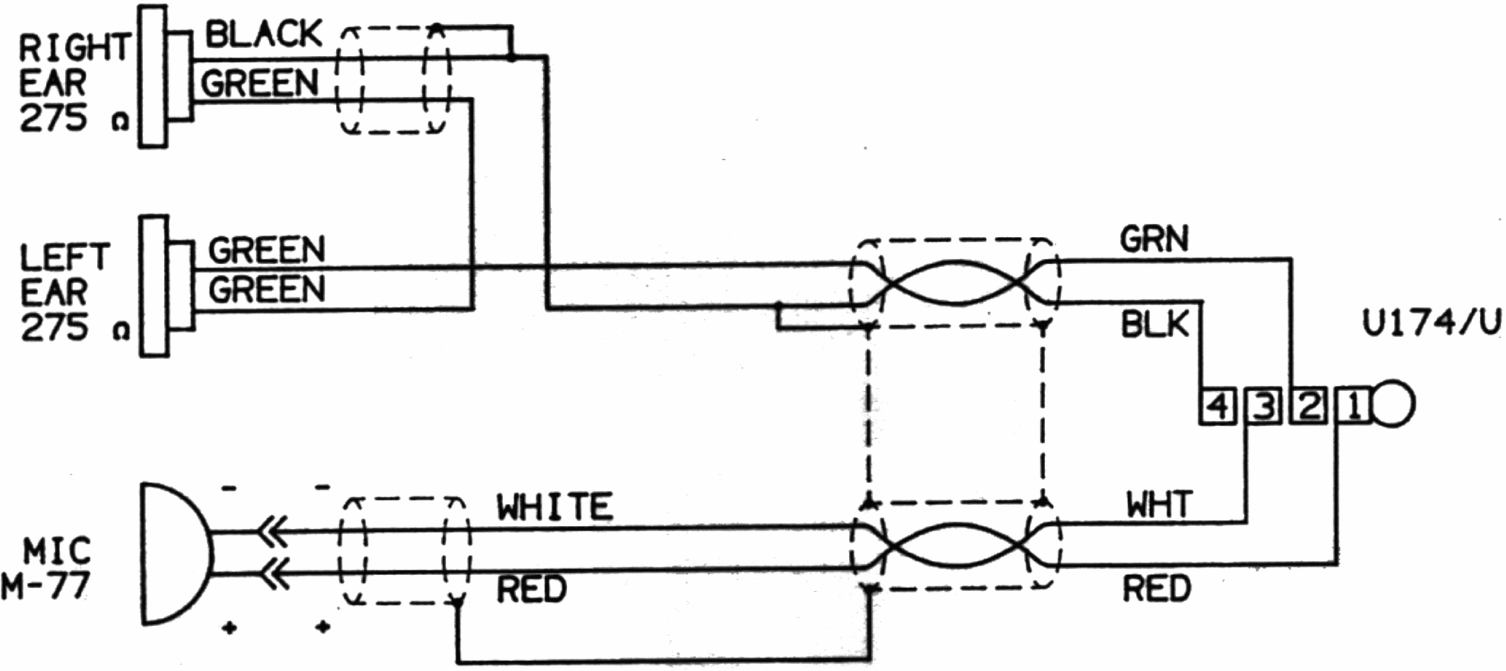 BLACK
RIGHT
EAR
275 Ω
GREEN
LEFT
EAR
275 Ω
GREEN
GREEN
GRN
BLK
U174/U
4 3 2 1
- -
WHITE
WHT
MIC
M-77
RED
RED
+ +